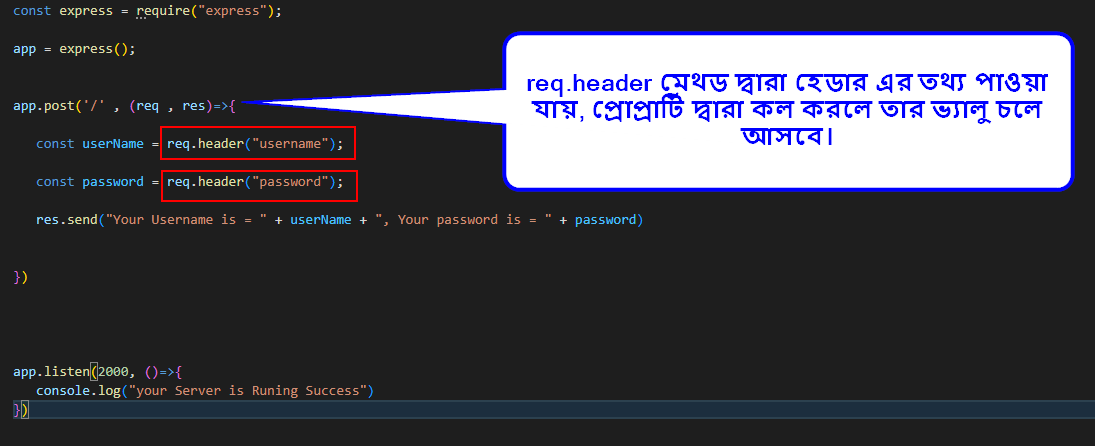 const express = require("express");
app = express();
app.post('/' , (req , res)=>{
req.header মেথড দ্বারা হেডার এর তথ্য পাওয়া
যায়, প্রোপ্রার্টি দ্বারা কল করলে তার ভ্যালু চলে
আসবে।
const userName = req.header("username");
const password = req.header("password");
res.send("Your Username is = " + userName + ", Your password is = " + password)
})
app.listen(2000, ()=>{
console.log("your Server is Runing Success")
})